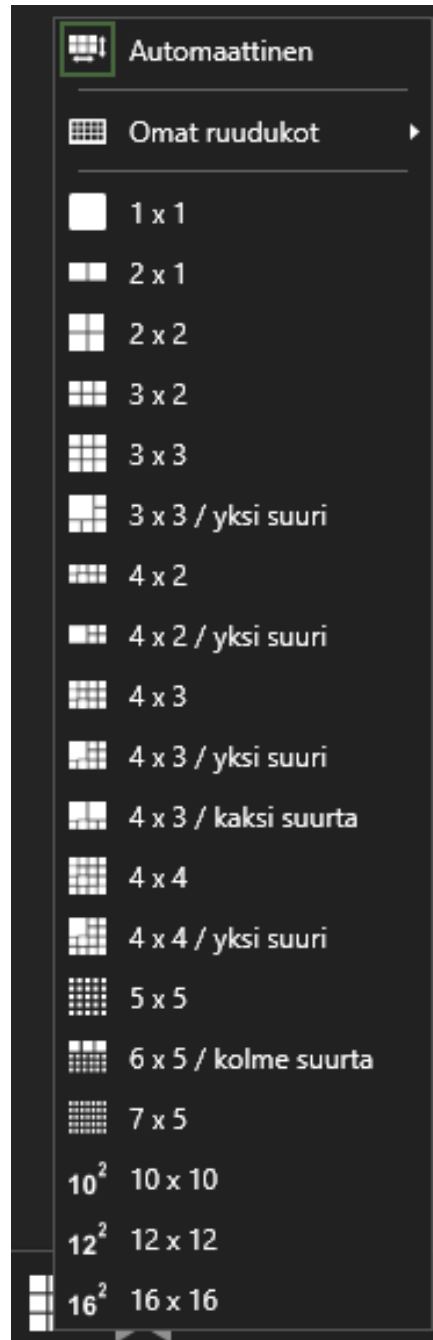 Automaattinen
Omat ruudukot
1 x 1
2 x 1
2 x 2
3 x 2
3 x 3
3 x 3 / yksi suuri
4 x 2
4 x 2 / yksi suuri
4 x 3
4 x 3 / yksi suuri
4 x 3 / kaksi suurta
4 x 4
4 x 4 / yksi suuri
5 x 5
6 x 5 / kolme suurta
7 x 5
10² 10 x 10
12² 12 x 12
16² 16 x 16